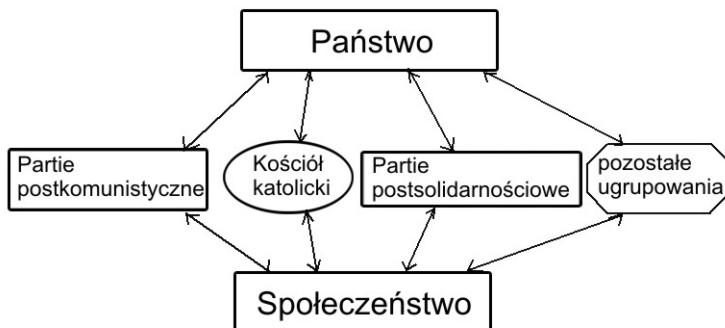 Państwo
Partie
postkomunistyczne
Kościół
katolicki
Partie
postsolidarnościowe
pozostałe
ugrupowania
Społeczeństwo